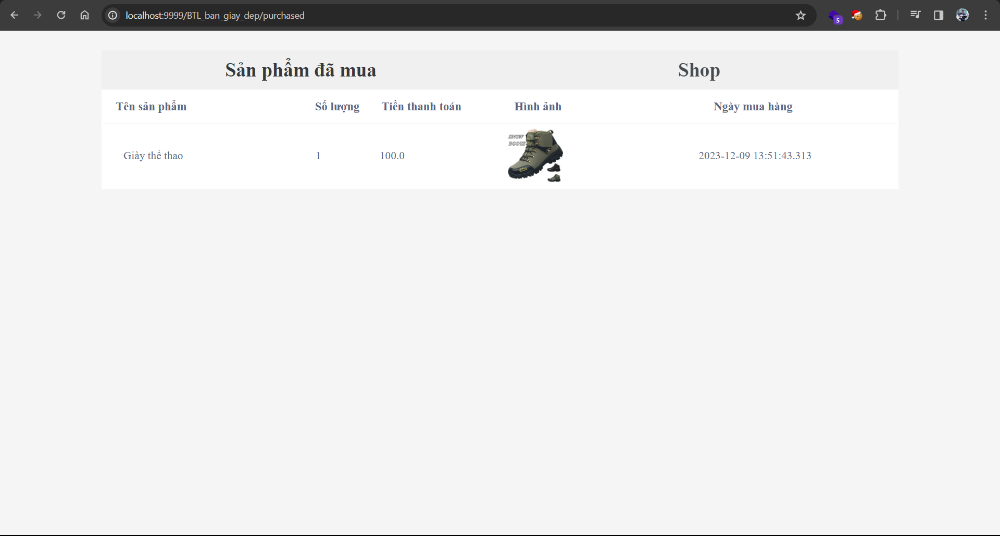 localhost:9999/BTL_ban_giay_dep/purchased
5
Sản phẩm đã mua Shop
Tên sản phẩm Số lượng Tiền thanh toán Hình ảnh Ngày mua hàng
SNOW
BOOTS
Giày thể thao 1 100.0 2023-12-09 13:51:43.313